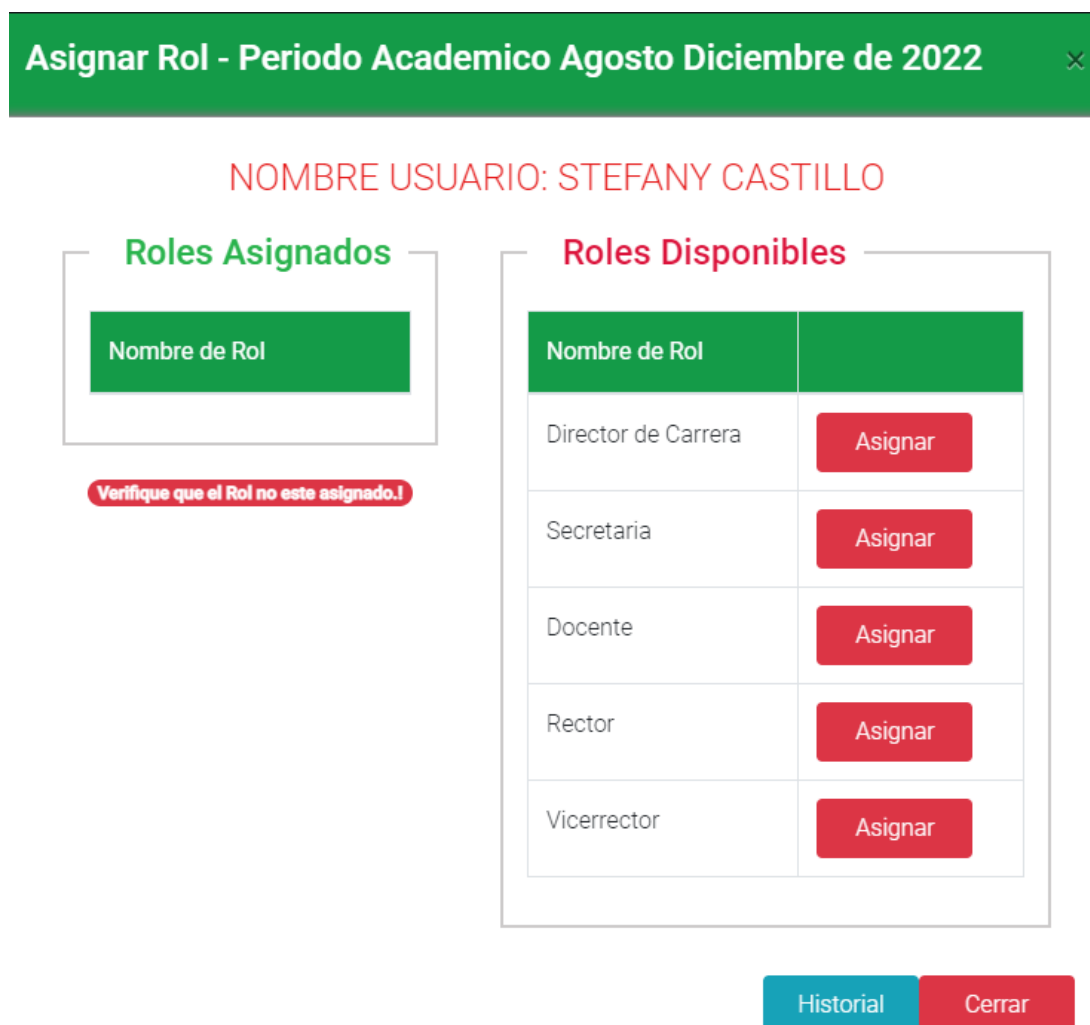 Asignar Rol - Periodo Academico Agosto Diciembre de 2022 ×
NOMBRE USUARIO: STEFANY CASTILLO
Roles Asignados
Nombre de Rol
Verifique que el Rol no este asignado.!
Roles Disponibles
Nombre de Rol
Director de Carrera Asignar
Secretaria Asignar
Docente Asignar
Rector Asignar
Vicerrector Asignar
Historial Cerrar